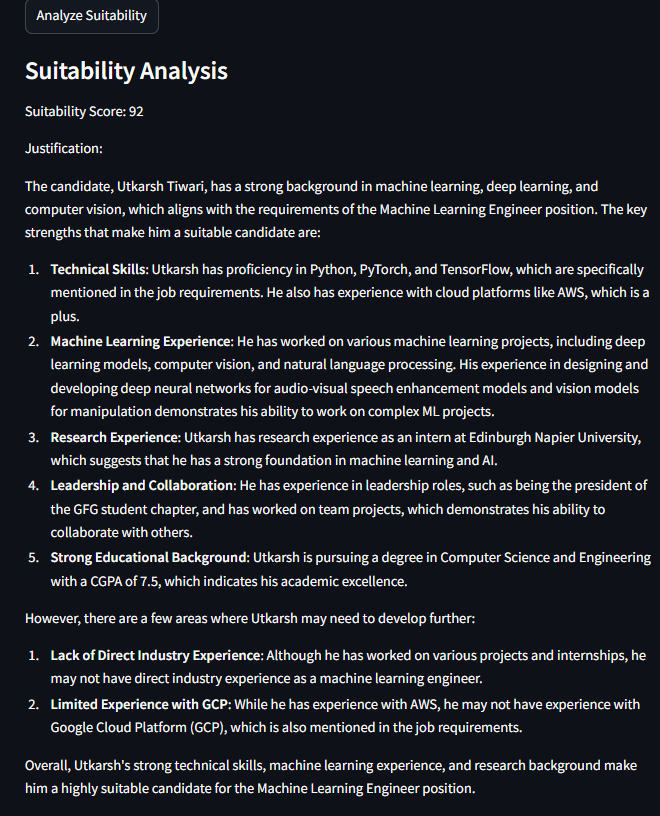 Analyze Suitability
Suitability Analysis
Suitability Score: 92
Justification:
The candidate, Utkarsh Tiwari, has a strong background in machine learning, deep learning, and
computer vision, which aligns with the requirements of the Machine Learning Engineer position. The key
strengths that make him a suitable candidate are:
1. Technical Skills: Utkarsh has proficiency in Python, PyTorch, and TensorFlow, which are specifically
mentioned in the job requirements. He also has experience with cloud platforms like AWS, which is a
plus.
2. Machine Learning Experience: He has worked on various machine learning projects, including deep
learning models, computer vision, and natural language processing. His experience in designing and
developing deep neural networks for audio-visual speech enhancement models and vision models
for manipulation demonstrates his ability to work on complex ML projects.
3. Research Experience: Utkarsh has research experience as an intern at Edinburgh Napier University,
which suggests that he has a strong foundation in machine learning and AI.
4. Leadership and Collaboration: He has experience in leadership roles, such as being the president of
the GFG student chapter, and has worked on team projects, which demonstrates his ability to
collaborate with others.
5. Strong Educational Background: Utkarsh is pursuing a degree in Computer Science and Engineering
with a CGPA of 7.5, which indicates his academic excellence.
However, there are a few areas where Utkarsh may need to develop further:
1. Lack of Direct Industry Experience: Although he has worked on various projects and internships, he
may not have direct industry experience as a machine learning engineer.
2. Limited Experience with GCP: While he has experience with AWS, he may not have experience with
Google Cloud Platform (GCP), which is also mentioned in the job requirements.
Overall, Utkarsh's strong technical skills, machine learning experience, and research background make
him a highly suitable candidate for the Machine Learning Engineer position.